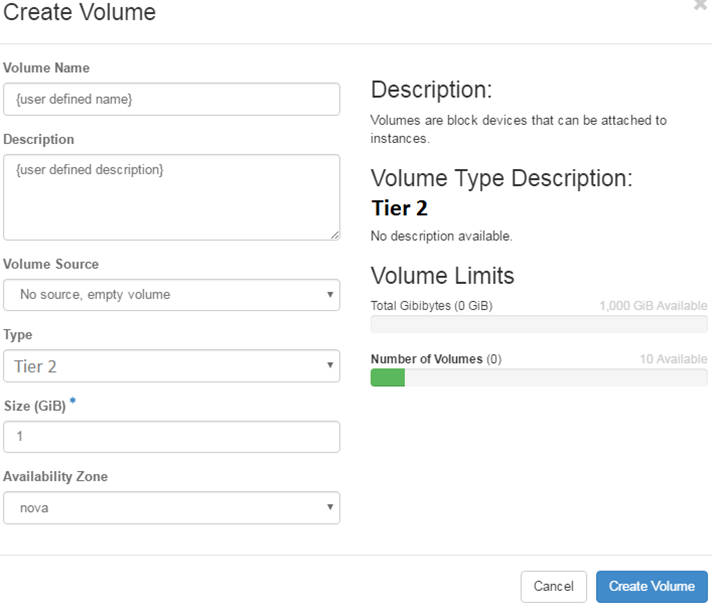 Create Volume
Volume Name
{user defined name}
Description
{user defined description}
Volume Source
No source, empty volume
Type
Tier 2
Size (GiB) *
1
Availability Zone
nova
Description:
Volumes are block devices that can be attached to
instances.
Volume Type Description:
Tier 2
No description available.
Volume Limits
Total Gibibytes (0 GiB) 1,000 GiB Available
Number of Volumes (0) 10 Available
Cancel Create Volume